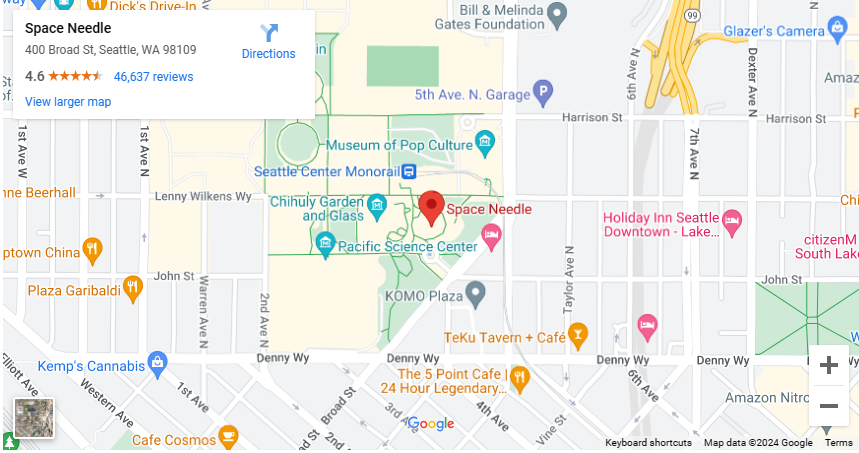 Dick's Drive-In
Bill & Melinda
Gates Foundation
Space Needle
400 Broad St, Seattle, WA 98109
4.6
46,637 reviews
View larger map
Directions
Glazer's Camera
99
6th Ave N
Dexter Ave N
5th Ave. N. Garage
P
Harrison St
Harrison St
Museum of Pop Culture
Seattle Center Monorail
1st Ave W
1st Ave N
7th Ave N
Beerhall
Lenny Wilkens Wy
Chihuly Garden
and Glass
Space Needle
Holiday Inn Seattle
Downtown - Lake...
Pacific Science Center
citizenM
South Lake
ptown China
John St
John St
Plaza Garibaldi
Warren Ave N
2nd Ave N
Taylor Ave N
KOMO Plaza
TeKu Tavern + Café
Denny Wy
Denny Wy
Denny Wy
Denny Wy
Kemp's Cannabis
The 5 Point Cafe |
24 Hour Legendary...
Elliott Ave
Western Ave
1st Ave
Broad St
2nd Ave
3rd Ave
4th Ave
Vine St
6th Ave
Amazon Nitro
Cafe Cosmos
Google
+
−
Keyboard shortcuts
Map data ©2024 Google
Terms